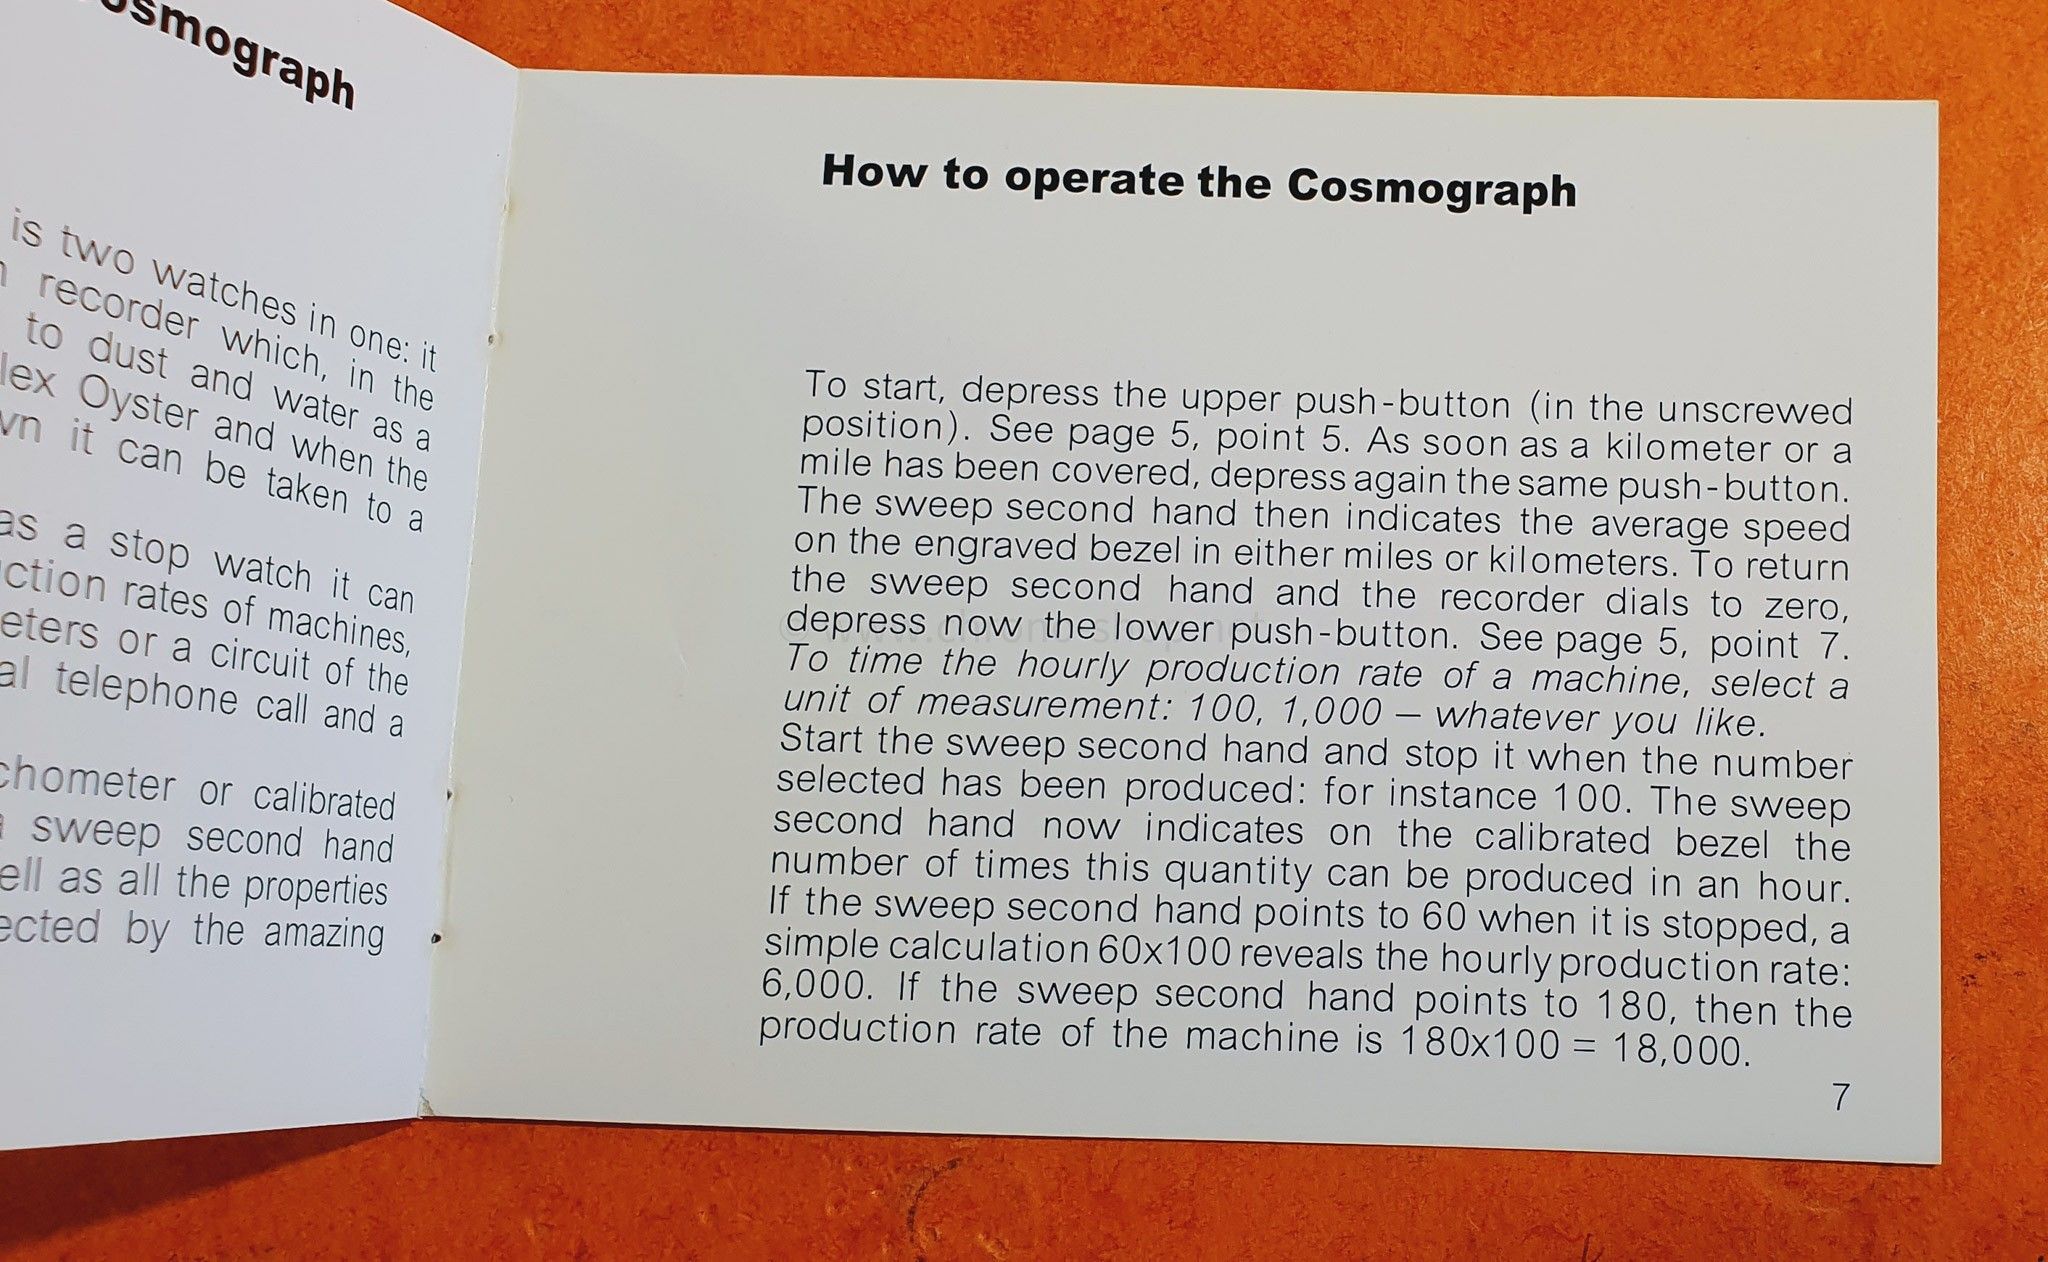 osmograph
is two watches in one: it
recorder which, in the
to dust and water as a
lex Oyster and when the
wn it can be taken to a
as a stop watch it can
ction rates of machines,
eters or a circuit of the
al telephone call and a
chometer or calibrated
sweep second hand
ell as all the properties
ected by the amazing
How to operate the Cosmograph
To start, depress the upper push-button (in the unscrewed
position). See page 5, point 5. As soon as a kilometer or a
mile has been covered, depress again the same push-button.
The sweep second hand then indicates the average speed
on the engraved bezel in either miles or kilometers. To return
the sweep second hand and the recorder dials to zero,
depress now the lower push-button. See page 5, point 7.
To time the hourly production rate of a machine, select a
unit of measurement: 100, 1,000 – whatever you like.
Start the sweep second hand and stop it when the number
selected has been produced: for instance 100. The sweep
second hand now indicates on the calibrated bezel the
number of times this quantity can be produced in an hour.
If the sweep second hand points to 60 when it is stopped, a
simple calculation 60x100 reveals the hourly production rate:
6,000. If the sweep second hand points to 180, then the
production rate of the machine is 180x100 = 18,000.
7